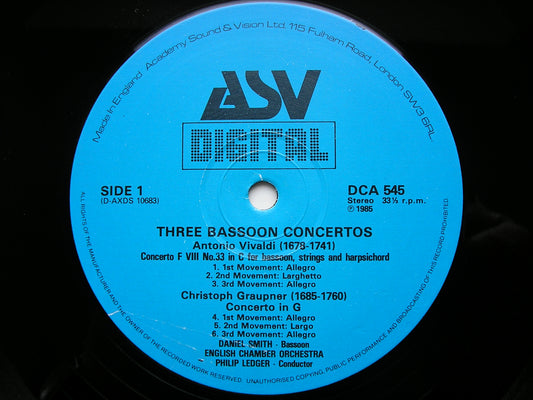 Made in England Academy Sound & Vision Ltd. 115 Fulham Road, London SW3 6RL
ASV
DIGITAL
SIDE 1
(D-AXDS 10683)
DCA 545
Stereo 33⅓ r.p.m.
℗ 1985
THREE BASSOON CONCERTOS
Antonio Vivaldi (1678-1741)
Concerto F VIII No.33 in C for bassoon, strings and harpsichord
1. 1st Movement: Allegro
2. 2nd Movement: Larghetto
3. 3rd Movement: Allegro
Christoph Graupner (1685-1760)
Concerto in G
4. 1st Movement: Allegro
5. 2nd Movement: Largo
6. 3rd Movement: Allegro
DANIEL SMITH - Bassoon
ENGLISH CHAMBER ORCHESTRA
PHILIP LEDGER - Conductor
ALL RIGHTS OF THE MANUFACTURER AND THE OWNER OF THE RECORDED WORK RESERVED. UNAUTHORISED COPYING, PUBLIC PERFORMANCE AND BROADCASTING OF THIS RECORD PROHIBITED